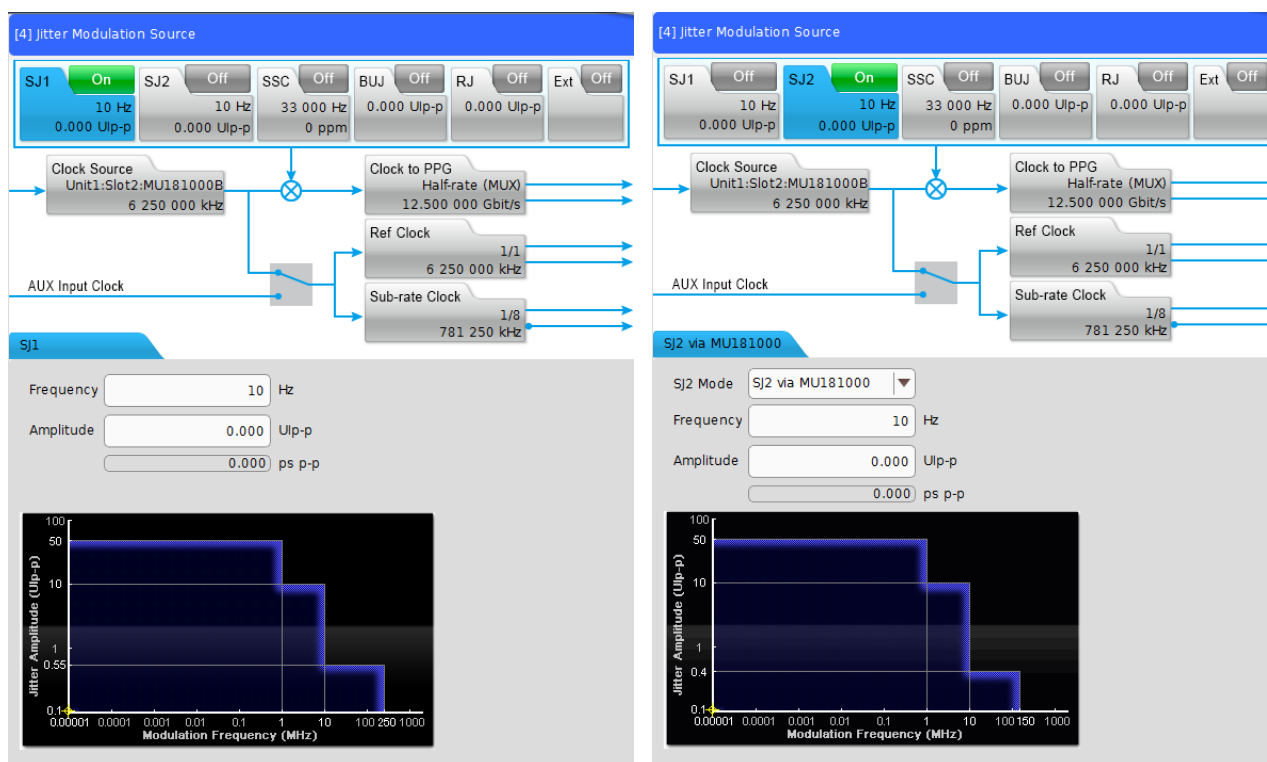 [4] Jitter Modulation Source
SJ1 On SJ2 Off SSC Off BUJ Off RJ Off Ext Off
10 Hz 10 Hz 33 000 Hz 0.000 UIp-p 0.000 UIp-p
0.000 UIp-p 0.000 UIp-p 0 ppm
Clock Source
Unit1:Slot2:MU181000B
6 250 000 kHz
Clock to PPG
Half-rate (MUX)
12.500 000 Gbit/s
Ref Clock
1/1
6 250 000 kHz
AUX Input Clock
Sub-rate Clock
1/8
781 250 kHz
SJ1
Frequency 10 Hz
Amplitude 0.000 UIp-p
0.000 ps p-p
100
50
10
1
0.55
0.1
Jitter Amplitude (UIp-p)
0.00001 0.0001 0.001 0.01 0.1 1 10 100 250 1000
Modulation Frequency (MHz)
[4] Jitter Modulation Source
SJ1 Off SJ2 On SSC Off BUJ Off RJ Off Ext Off
10 Hz 10 Hz 33 000 Hz 0.000 UIp-p 0.000 UIp-p
0.000 UIp-p 0.000 UIp-p 0 ppm
Clock Source
Unit1:Slot2:MU181000B
6 250 000 kHz
Clock to PPG
Half-rate (MUX)
12.500 000 Gbit/s
Ref Clock
1/1
6 250 000 kHz
AUX Input Clock
Sub-rate Clock
1/8
781 250 kHz
SJ2 via MU181000
SJ2 Mode SJ2 via MU181000
Frequency 10 Hz
Amplitude 0.000 UIp-p
0.000 ps p-p
100
50
10
1
0.4
0.1
Jitter Amplitude (UIp-p)
0.00001 0.0001 0.001 0.01 0.1 1 10 100 150 1000
Modulation Frequency (MHz)